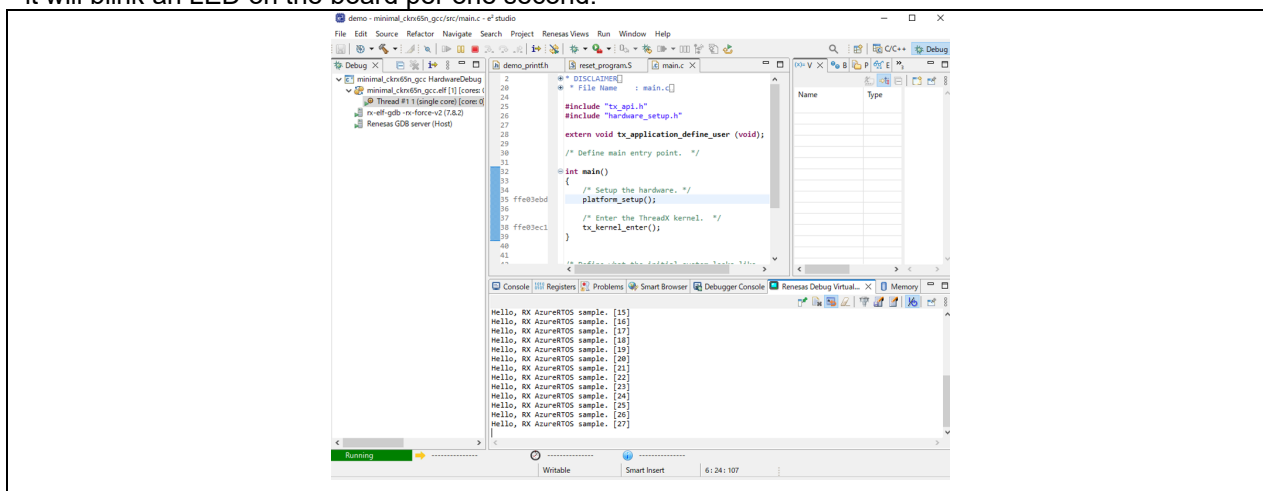 it will blink an LED on the board per one second.
demo - minimal_ckrx65n_gcc/src/main.c - e² studio
File Edit Source Refactor Navigate Search Project Renesas Views Run Window Help
C/C++ Debug
Debug
minimal_ckrx65n_gcc HardwareDebug
minimal_ckrx65n_gcc.elf [1] [cores: (
Thread #1 1 (single core) [core: 0]
rx-elf-gdb -rx-force-v2 (7.8.2)
Renesas GDB server (Host)
demo_printf.h reset_program.S main.c
2 * DISCLAIMER
20 * File Name : main.c
24
25 #include "tx_api.h"
26 #include "hardware_setup.h"
27
28 extern void tx_application_define_user (void);
29
30 /* Define main entry point. */
31
32 int main()
33 {
34 /* Setup the hardware. */
35 ffe03ebd platform_setup();
36
37 /* Enter the ThreadX kernel. */
38 ffe03ec1 tx_kernel_enter();
39 }
40
41
(x)= V B P E
Name Type
Console Registers Problems Smart Browser Debugger Console Renesas Debug Virtual... Memory
Hello, RX AzureRTOS sample. [15]
Hello, RX AzureRTOS sample. [16]
Hello, RX AzureRTOS sample. [17]
Hello, RX AzureRTOS sample. [18]
Hello, RX AzureRTOS sample. [19]
Hello, RX AzureRTOS sample. [20]
Hello, RX AzureRTOS sample. [21]
Hello, RX AzureRTOS sample. [22]
Hello, RX AzureRTOS sample. [23]
Hello, RX AzureRTOS sample. [24]
Hello, RX AzureRTOS sample. [25]
Hello, RX AzureRTOS sample. [26]
Hello, RX AzureRTOS sample. [27]
Running
Writable Smart Insert 6 : 24 : 107